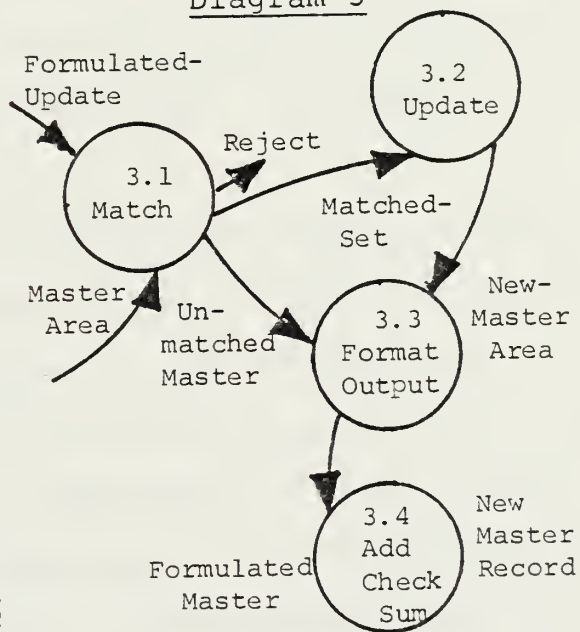 Diagram 3
Formulated-
Update
3.1
Match
Reject
3.2
Update
Matched-
Set
Master
Area
Un-
matched
Master
3.3
Format
Output
New-
Master
Area
Formulated
Master
3.4
Add
Check
Sum
New
Master
Record